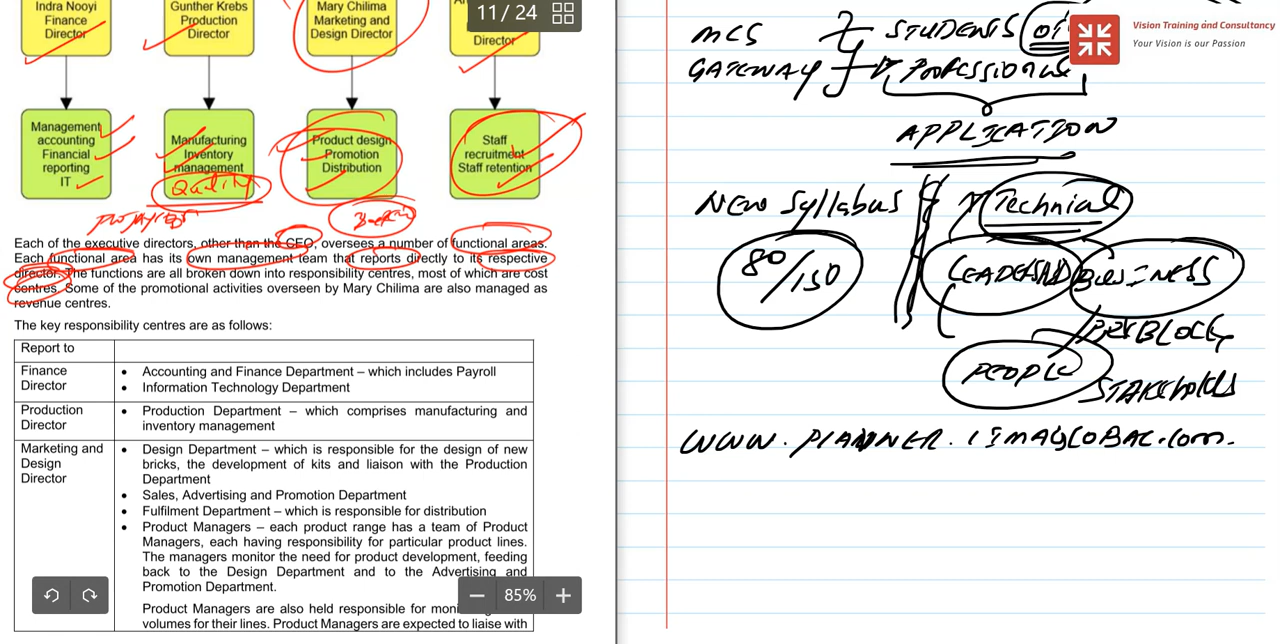 Indra Nooyi
Finance
Director
Gunther Krebs
Production
Director
Mary Chilima
Marketing and
Design Director
Director
11 / 24
Management
accounting
Financial
reporting
IT
Manufacturing
Inventory
management
Quality
Product design
Promotion
Distribution
Staff
recruitment
Staff retention
Each of the executive directors, other than the CEO, oversees a number of functional areas.
Each functional area has its own management team that reports directly to its respective
director. The functions are all broken down into responsibility centres, most of which are cost
centres. Some of the promotional activities overseen by Mary Chilima are also managed as
revenue centres.
The key responsibility centres are as follows:
Report to
Finance
Director
• Accounting and Finance Department – which includes Payroll
• Information Technology Department
Production
Director
• Production Department – which comprises manufacturing and
inventory management
Marketing and
Design
Director
• Design Department – which is responsible for the design of new
bricks, the development of kits and liaison with the Production
Department
• Sales, Advertising and Promotion Department
• Fulfilment Department – which is responsible for distribution
• Product Managers – each product range has a team of Product
Managers, each having responsibility for particular product lines.
The managers monitor the need for product development, feeding
back to the Design Department and to the Advertising and
Promotion Department.
Product Managers are also held responsible for
volumes for their lines. Product Managers are expected to liaise with
85%
MCS
GATEWAY
STUDENTS
PROFESSIONALS
APPLICATION
New Syllabus
Technical
80/150
LEADERSHIP
BUSINESS
PEOPLE
STAKEHOLDERS
WWW.PLANNER.CIMAGLOBAL.COM.
Vision Training and Consultancy
Your Vision is our Passion